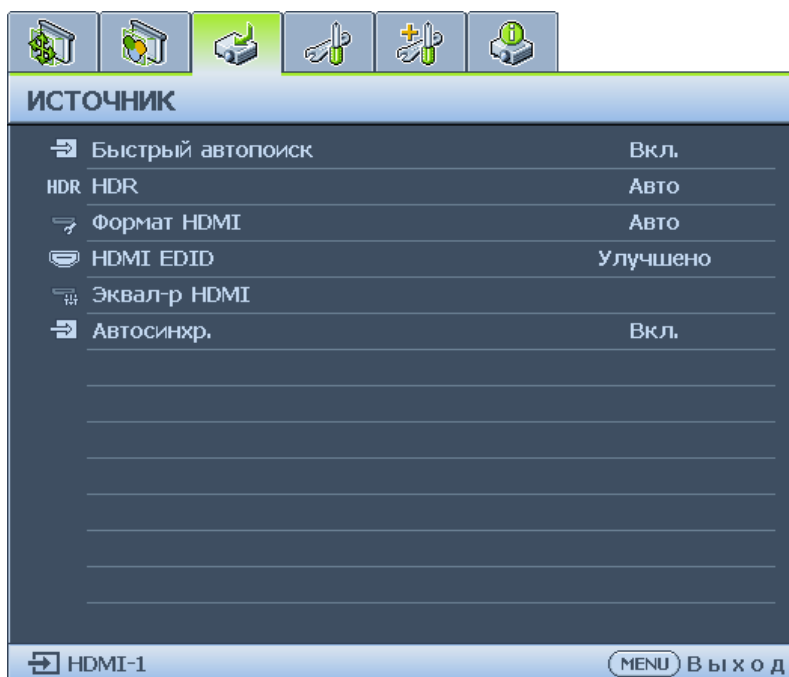 ИСТОЧНИК
Быстрый автопоиск Вкл.
HDR HDR Авто
Формат HDMI Авто
HDMI EDID Улучшено
Эквал-р HDMI
Автосинхр. Вкл.
HDMI-1 MENU Выход